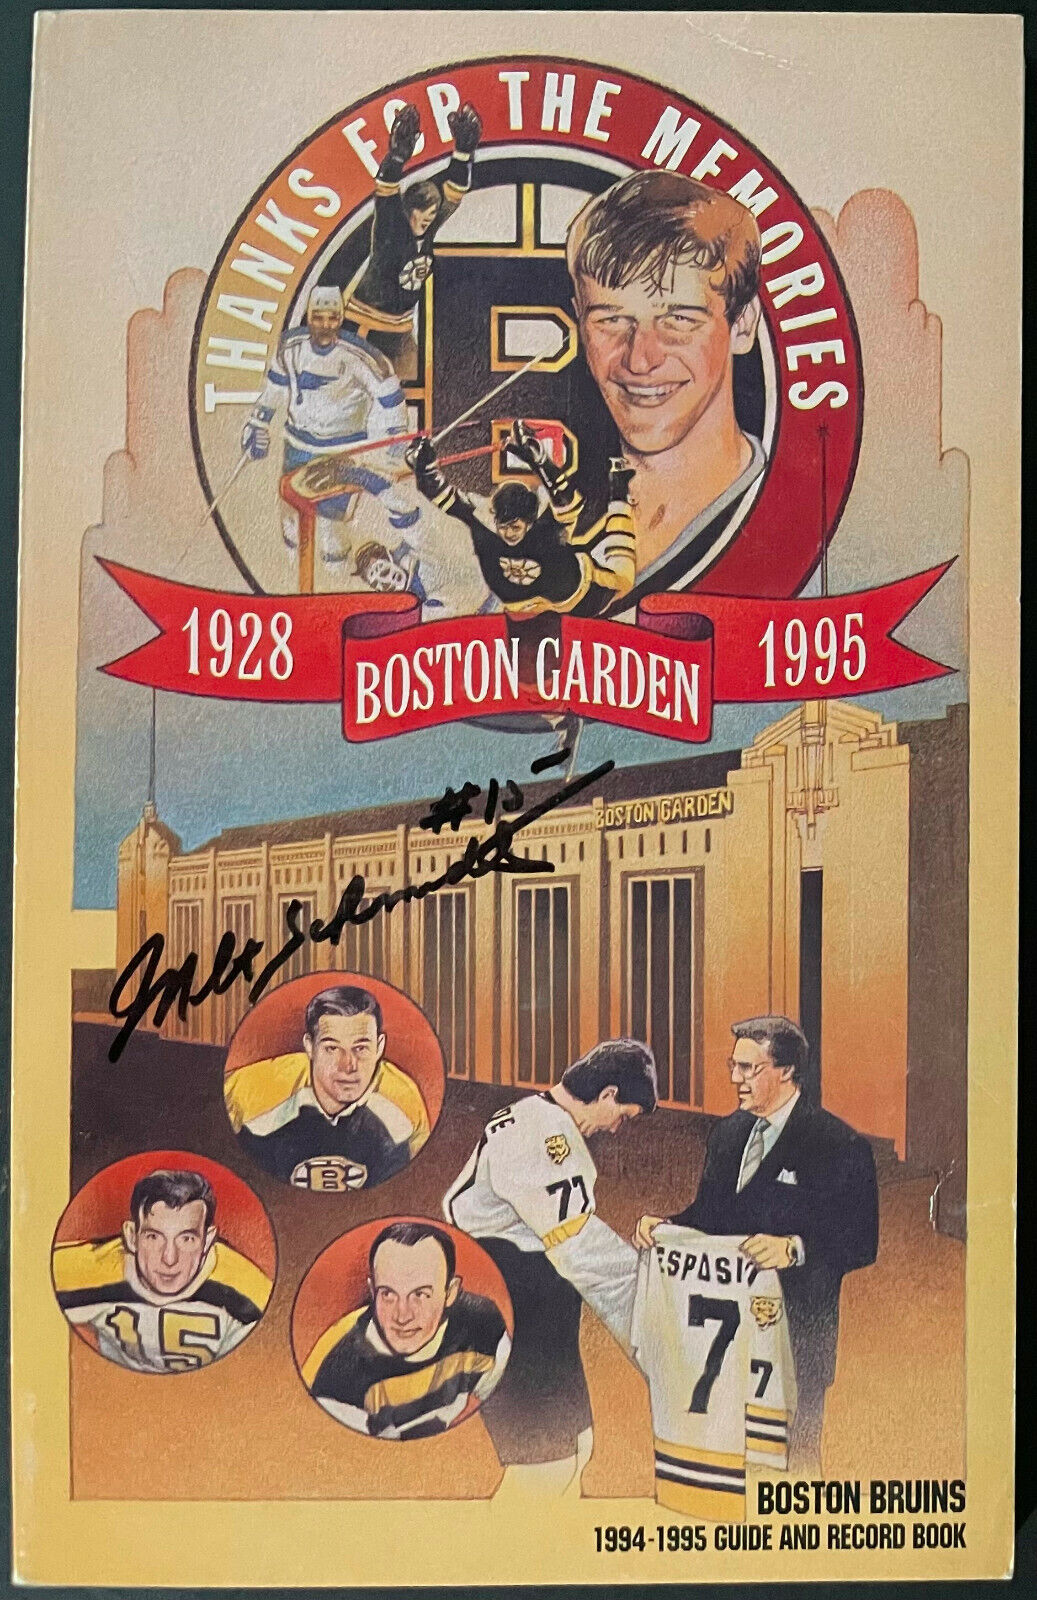 THANKS FOR THE MEMORIES
B
B
1928
BOSTON GARDEN
1995
#15
BOSTON GARDEN
Milt Schmidt
B
77
15
ESPOSIT
7
7
BOSTON BRUINS
1994-1995 GUIDE AND RECORD BOOK